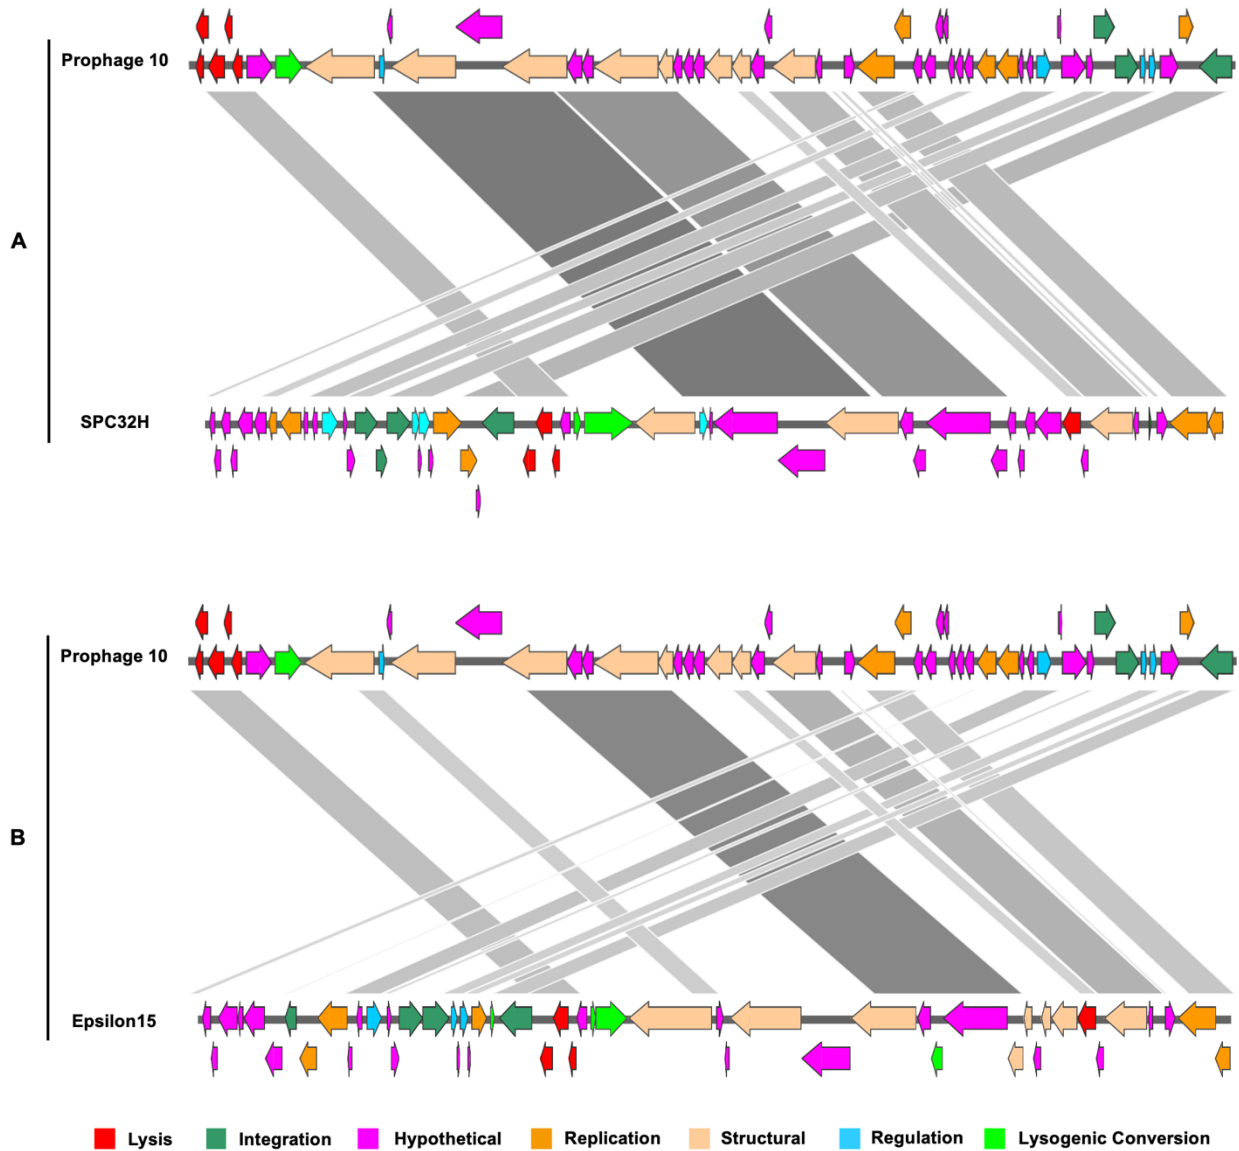 Prophage 10
A
SPC32H
Prophage 10
B
Epsilon15
Lysis Integration Hypothetical Replication Structural Regulation Lysogenic Conversion